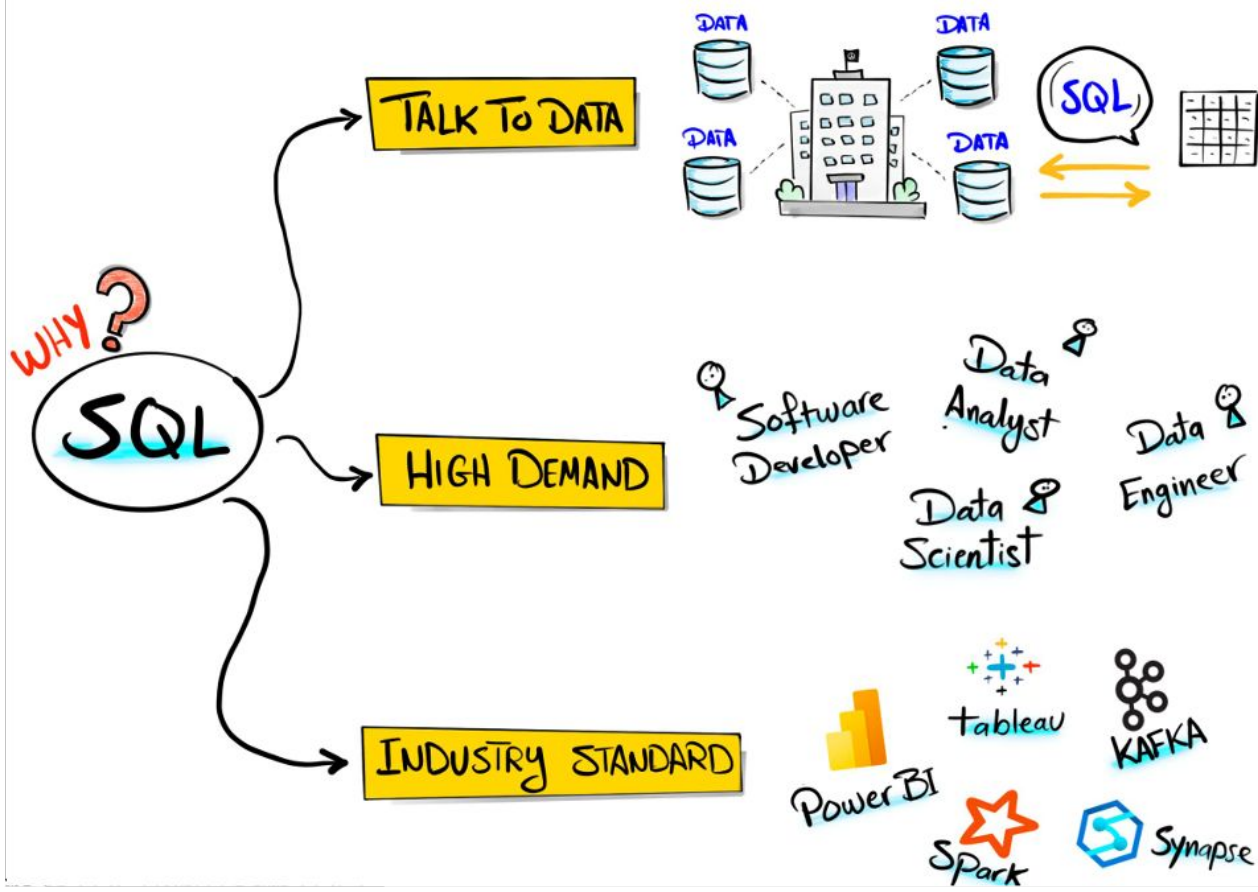 WHY?
SQL
TALK TO DATA
DATA
DATA
DATA
DATA
SQL
HIGH DEMAND
Software
Developer
Data
Analyst
Data
Scientist
Data
Engineer
INDUSTRY STANDARD
Power BI
tableau
KAFKA
Spark
Synapse